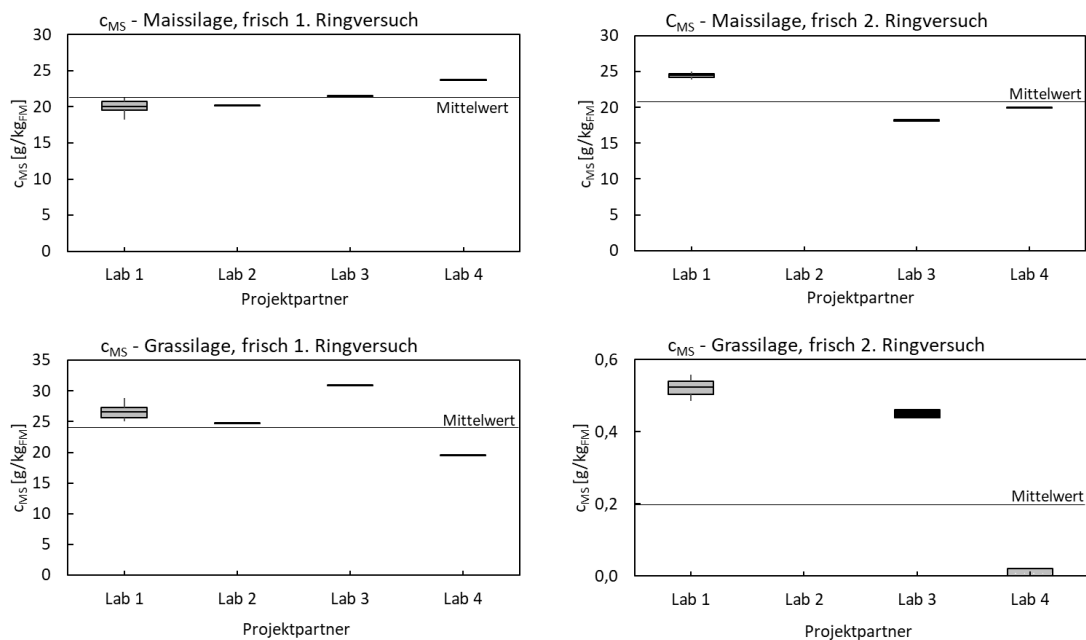 c_MS - Maissilage, frisch 1. Ringversuch
30
25
20
15
10
5
0
c_MS [g/kg_FM]
Mittelwert
Lab 1 Lab 2 Lab 3 Lab 4
Projektpartner
C_MS - Maissilage, frisch 2. Ringversuch
30
25
20
15
10
5
0
c_MS [g/kg_FM]
Mittelwert
Lab 1 Lab 2 Lab 3 Lab 4
Projektpartner
c_MS - Grassilage, frisch 1. Ringversuch
35
30
25
20
15
10
5
0
c_MS [g/kg_FM]
Mittelwert
Lab 1 Lab 2 Lab 3 Lab 4
Projektpartner
c_MS - Grassilage, frisch 2. Ringversuch
0,6
0,4
0,2
0,0
c_MS [g/kg_FM]
Mittelwert
Lab 1 Lab 2 Lab 3 Lab 4
Projektpartner